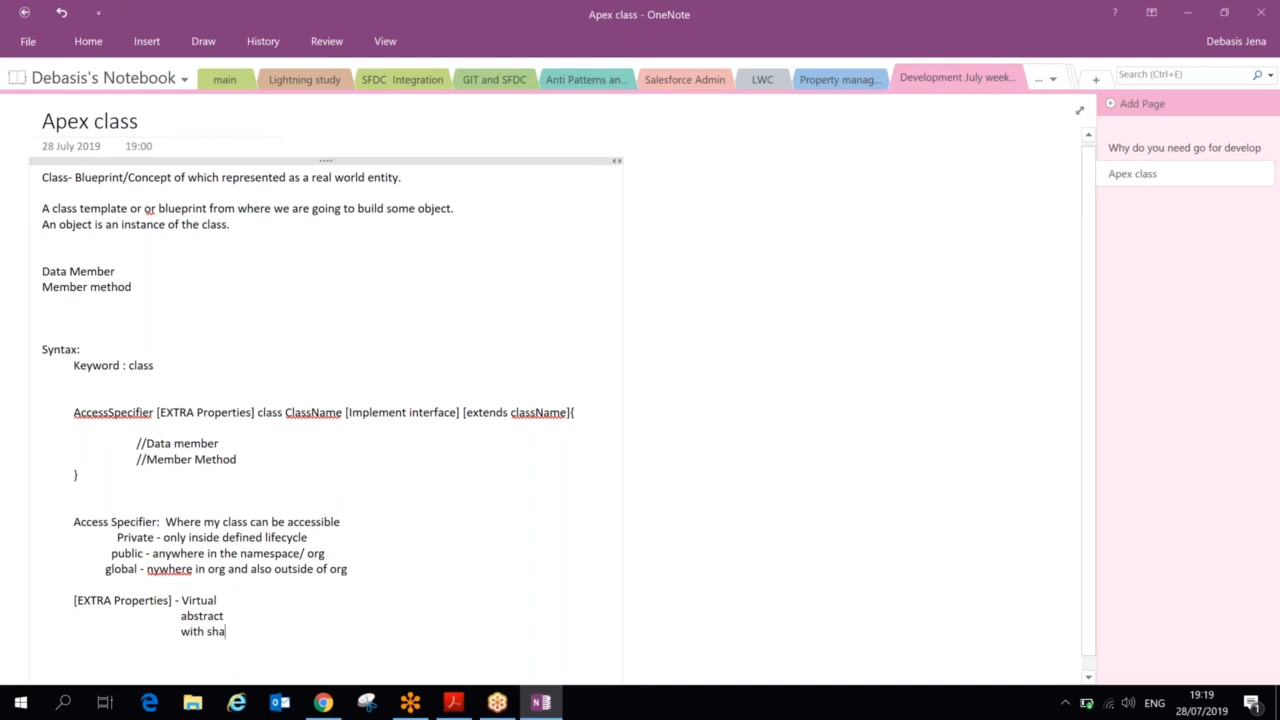 Apex class - OneNote
?
File Home Insert Draw History Review View Debasis Jena
Debasis's Notebook main Lightning study SFDC Integration GIT and SFDC Anti Patterns an... Salesforce Admin LWC Property manag... Development July week... ... + Search (Ctrl+E)
Add Page
Why do you need go for develop
Apex class
Apex class
28 July 2019 19:00
Class- Blueprint/Concept of which represented as a real world entity.
A class template or or blueprint from where we are going to build some object.
An object is an instance of the class.
Data Member
Member method
Syntax:
Keyword : class
AccessSpecifier [EXTRA Properties] class ClassName [Implement interface] [extends className]{
//Data member
//Member Method
}
Access Specifier: Where my class can be accessible
Private - only inside defined lifecycle
public - anywhere in the namespace/ org
global - nywhere in org and also outside of org
[EXTRA Properties] - Virtual
abstract
with sha
ENG
19:19
28/07/2019
1